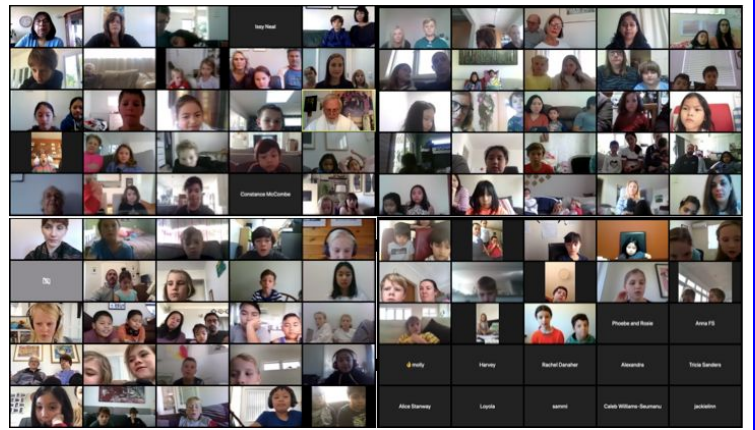 Issy Neal
Constance McCombe
Phoebe and Rosie
Anna FS
molly
Harvey
Rachel Danaher
Alexandra
Tricia Sanders
Alice Stanway
Loyola
sammi
Caleb Williams-Seumanu
jackielinn